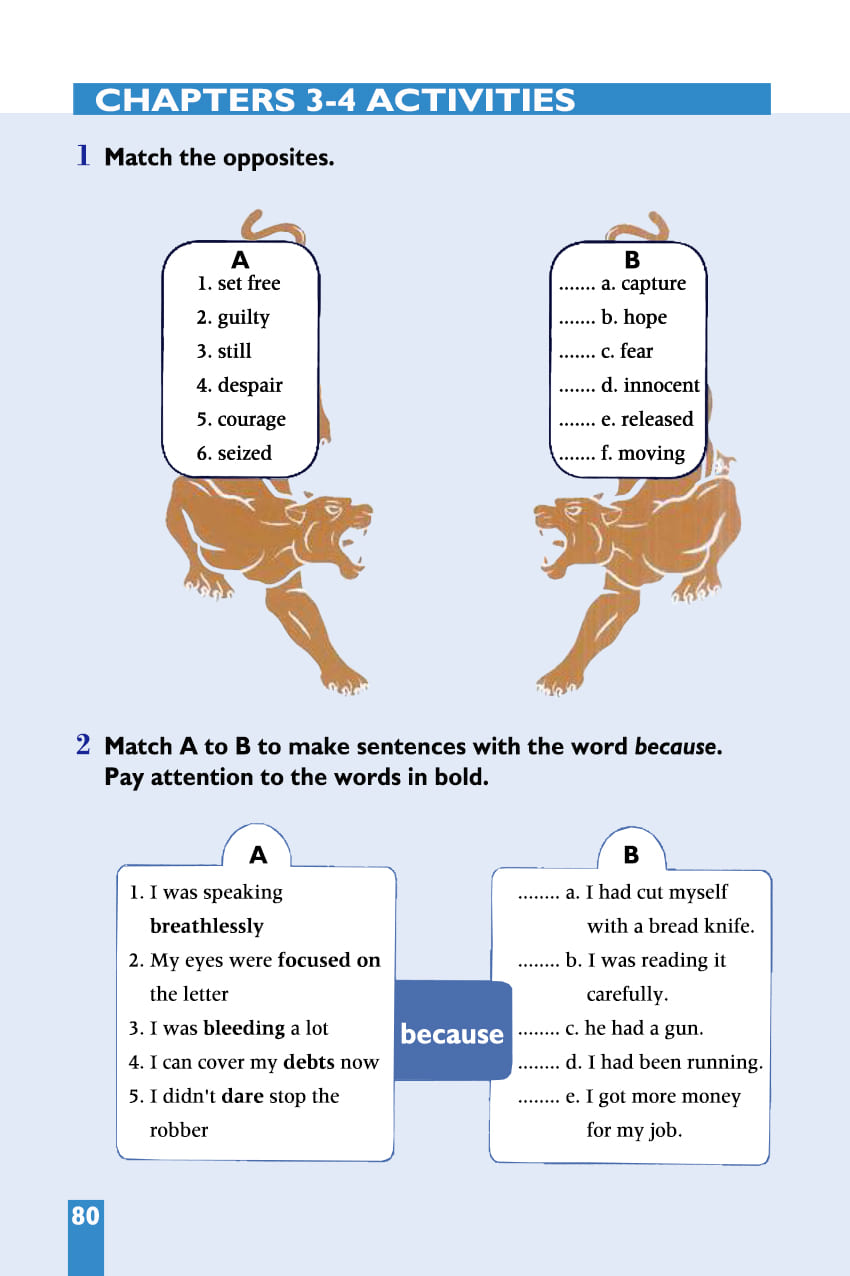 CHAPTERS 3-4 ACTIVITIES
1 Match the opposites.
A
1. set free
2. guilty
3. still
4. despair
5. courage
6. seized
B
....... a. capture
....... b. hope
....... c. fear
....... d. innocent
....... e. released
....... f. moving
2 Match A to B to make sentences with the word because.
Pay attention to the words in bold.
A
1. I was speaking
breathlessly
2. My eyes were focused on
the letter
3. I was bleeding a lot
4. I can cover my debts now
5. I didn't dare stop the
robber
because
B
........ a. I had cut myself
with a bread knife.
........ b. I was reading it
carefully.
........ c. he had a gun.
........ d. I had been running.
........ e. I got more money
for my job.
80